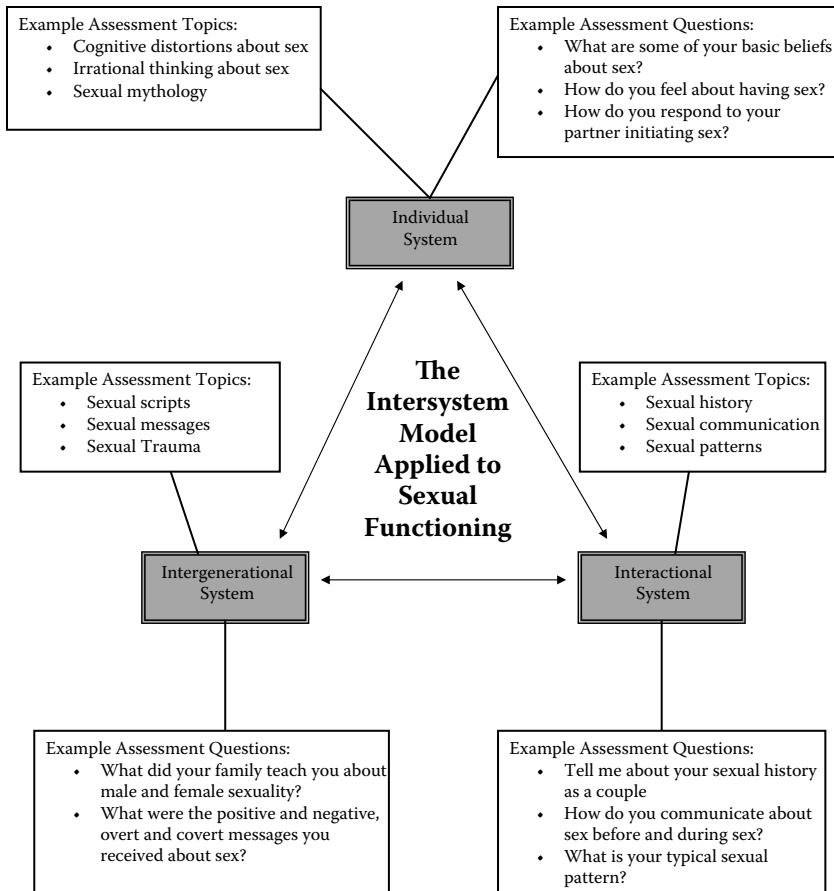 Example Assessment Topics:
• Cognitive distortions about sex
• Irrational thinking about sex
• Sexual mythology
Example Assessment Questions:
• What are some of your basic beliefs
about sex?
• How do you feel about having sex?
• How do you respond to your
partner initiating sex?
Individual
System
Example Assessment Topics:
• Sexual scripts
• Sexual messages
• Sexual Trauma
The
Intersystem
Model
Applied to
Sexual
Functioning
Example Assessment Topics:
• Sexual history
• Sexual communication
• Sexual patterns
Intergenerational
System
Interactional
System
Example Assessment Questions:
• What did your family teach you about
male and female sexuality?
• What were the positive and negative,
overt and covert messages you
received about sex?
Example Assessment Questions:
• Tell me about your sexual history
as a couple
• How do you communicate about
sex before and during sex?
• What is your typical sexual
pattern?